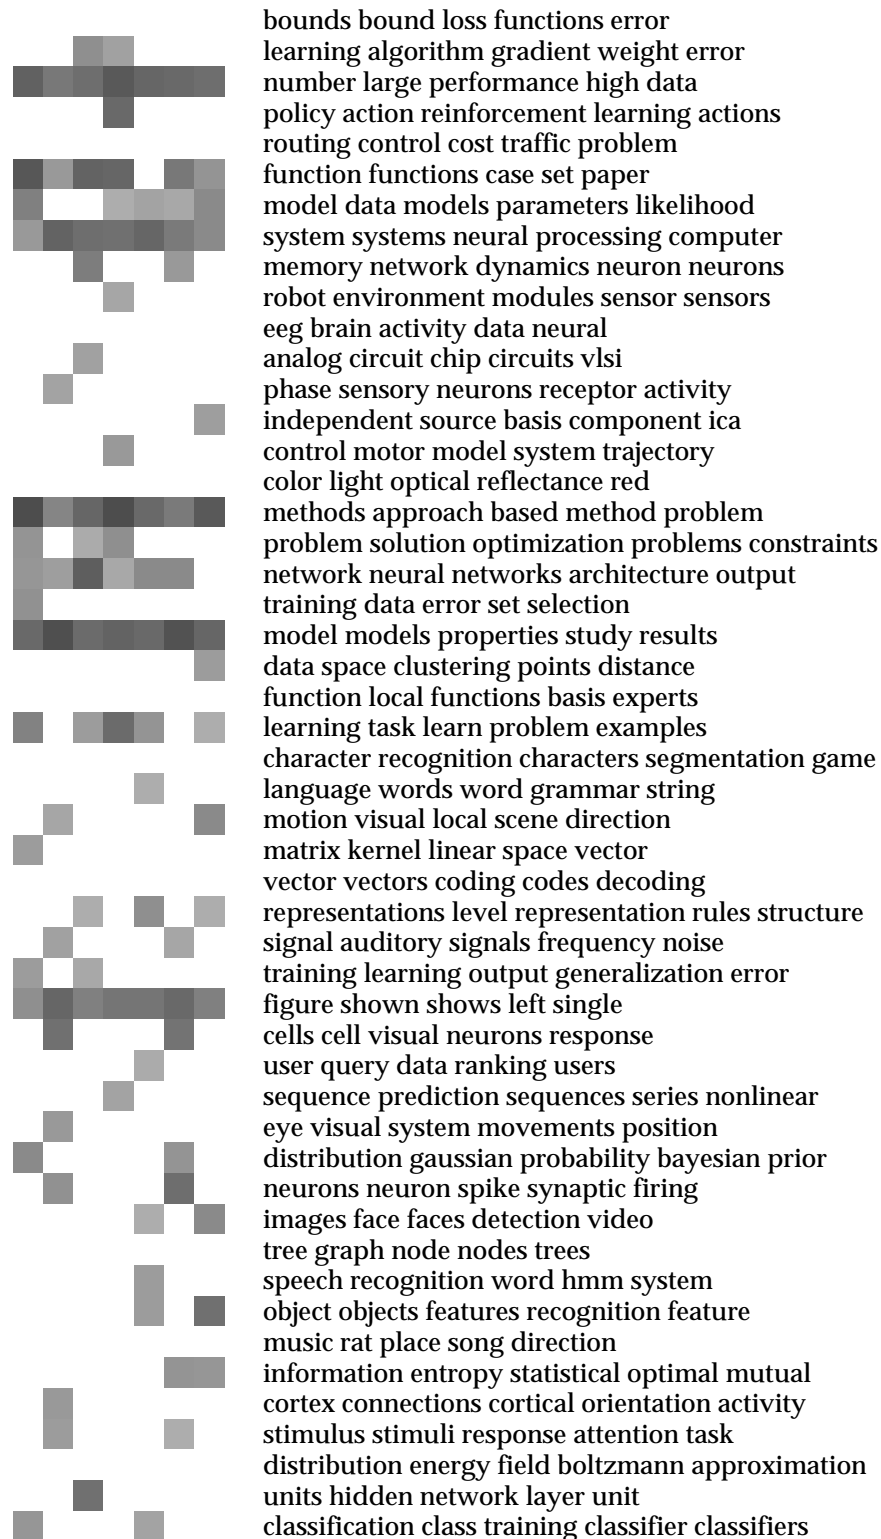 bounds bound loss functions error
learning algorithm gradient weight error
number large performance high data
policy action reinforcement learning actions
routing control cost traffic problem
function functions case set paper
model data models parameters likelihood
system systems neural processing computer
memory network dynamics neuron neurons
robot environment modules sensor sensors
eeg brain activity data neural
analog circuit chip circuits vlsi
phase sensory neurons receptor activity
independent source basis component ica
control motor model system trajectory
color light optical reflectance red
methods approach based method problem
problem solution optimization problems constraints
network neural networks architecture output
training data error set selection
model models properties study results
data space clustering points distance
function local functions basis experts
learning task learn problem examples
character recognition characters segmentation game
language words word grammar string
motion visual local scene direction
matrix kernel linear space vector
vector vectors coding codes decoding
representations level representation rules structure
signal auditory signals frequency noise
training learning output generalization error
figure shown shows left single
cells cell visual neurons response
user query data ranking users
sequence prediction sequences series nonlinear
eye visual system movements position
distribution gaussian probability bayesian prior
neurons neuron spike synaptic firing
images face faces detection video
tree graph node nodes trees
speech recognition word hmm system
object objects features recognition feature
music rat place song direction
information entropy statistical optimal mutual
cortex connections cortical orientation activity
stimulus stimuli response attention task
distribution energy field boltzmann approximation
units hidden network layer unit
classification class training classifier classifiers